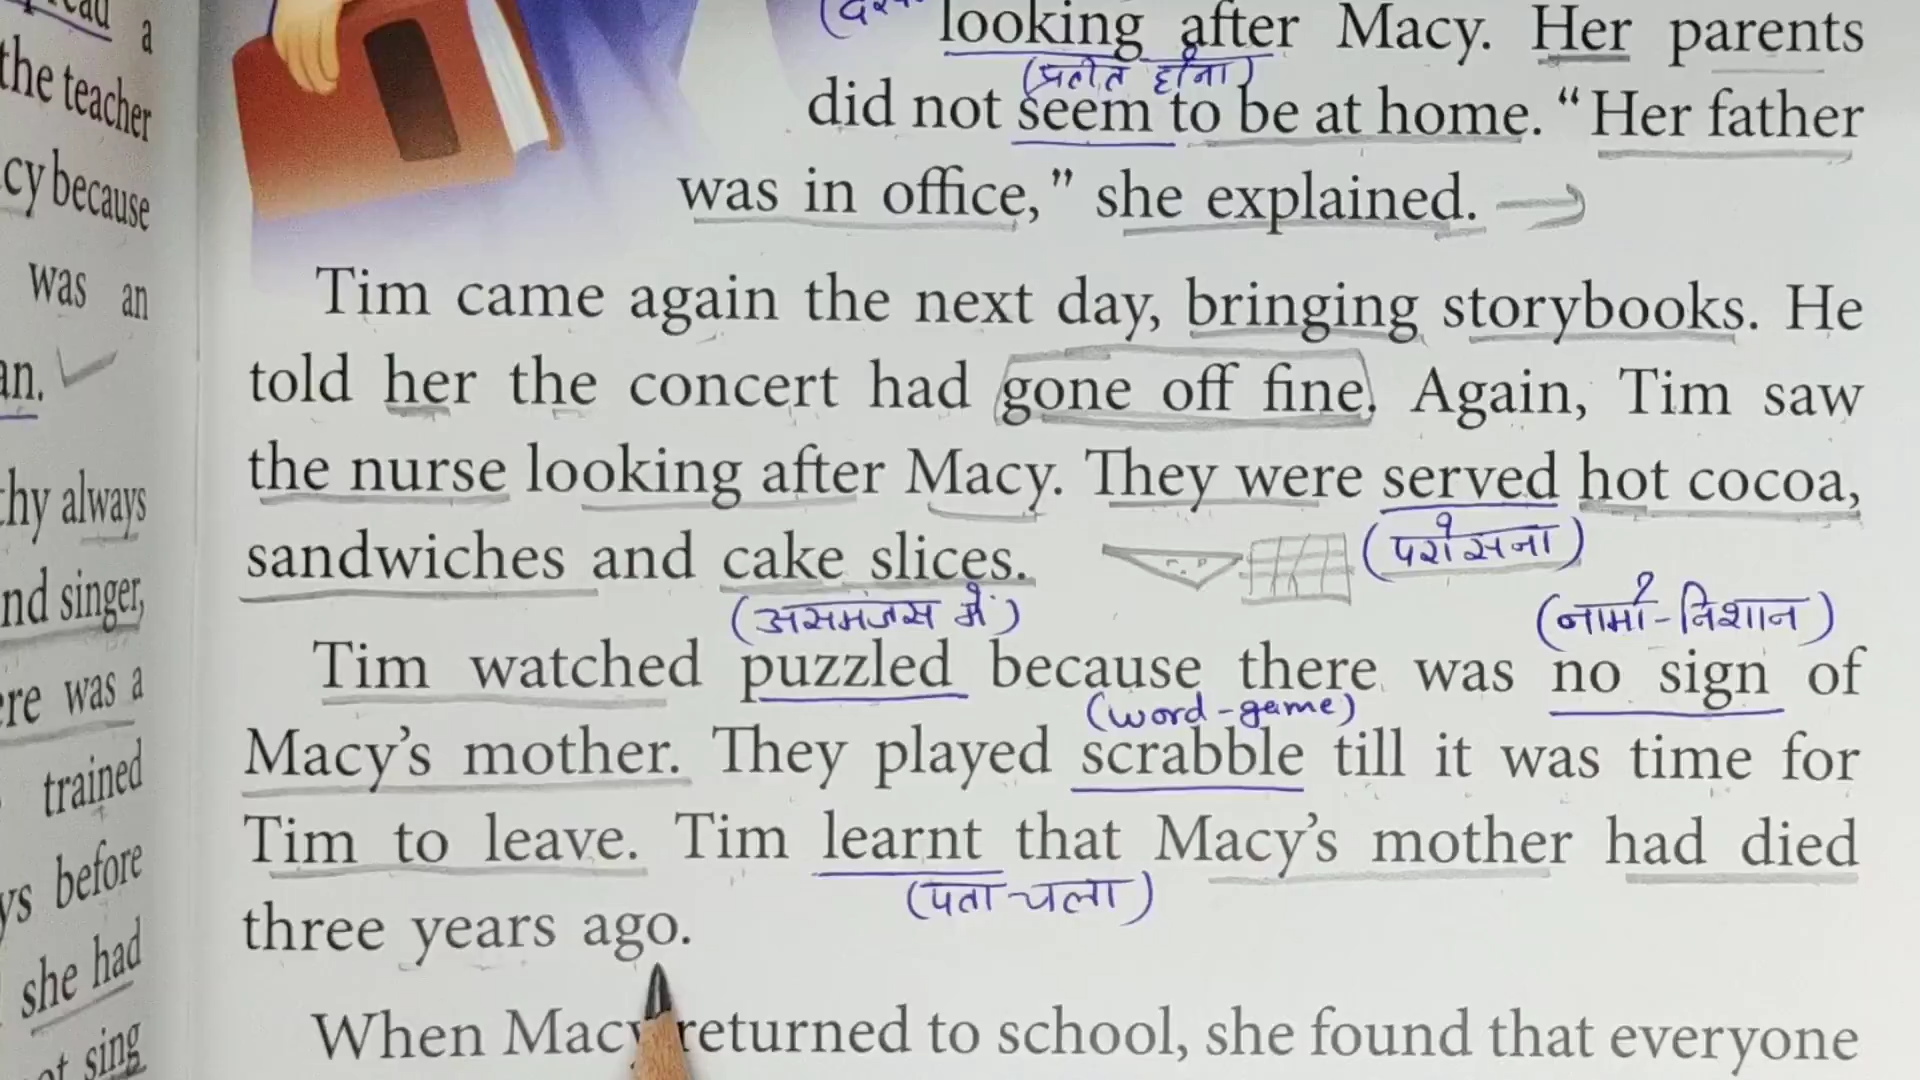 read a
the teacher
cy because
was an
an.
hy always
nd singer,
re was a
trained
ys before
she had
ot sing
looking after Macy. Her parents
(प्रतीत होना)
did not seem to be at home. “Her father
was in office,” she explained.
Tim came again the next day, bringing storybooks. He
told her the concert had gone off fine. Again, Tim saw
the nurse looking after Macy. They were served hot cocoa,
(परोसना)
sandwiches and cake slices.
(असमंजस में) (नामो-निशान)
Tim watched puzzled because there was no sign of
(word-game)
Macy’s mother. They played scrabble till it was time for
Tim to leave. Tim learnt that Macy’s mother had died
(पता चला)
three years ago.
When Macy returned to school, she found that everyone